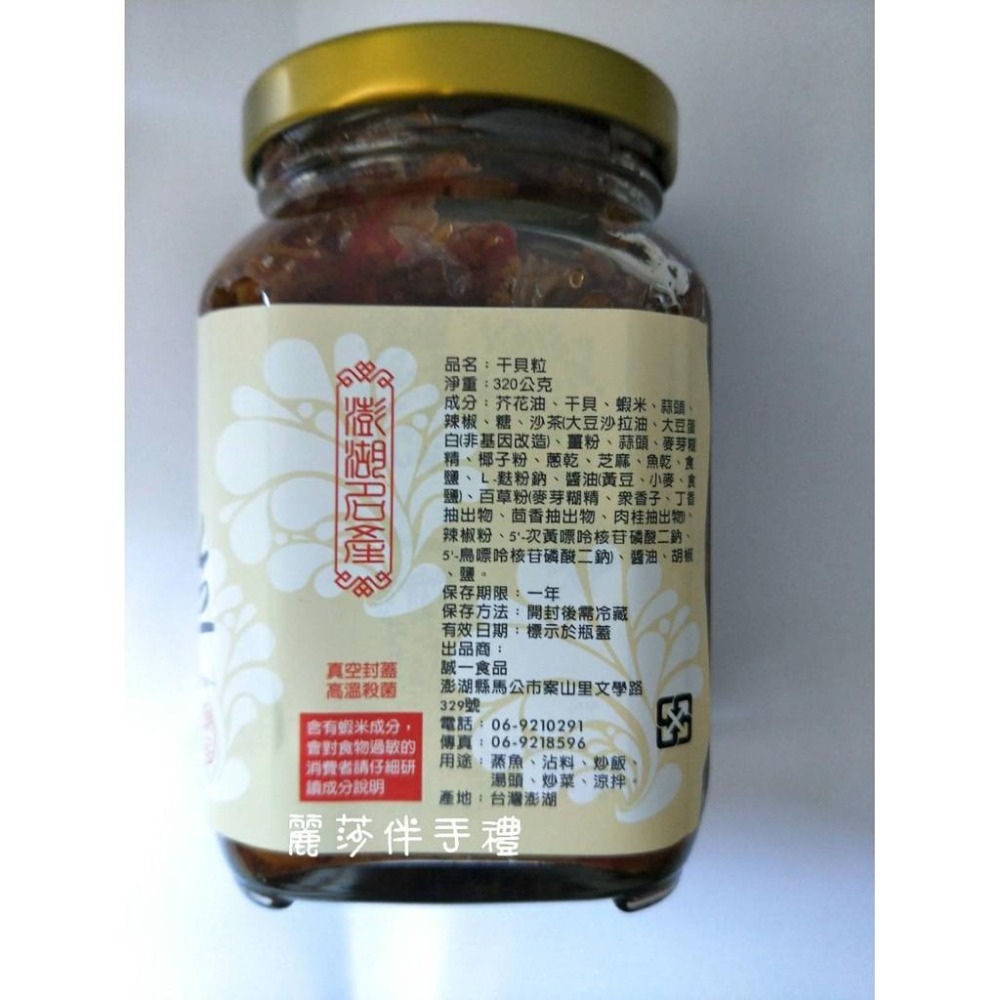 澎湖名產
真空封蓋
高溫殺菌
含有蝦米成分，
會對食物過敏的
消費者請仔細研
讀成分說明
品名：干貝粒
淨重：320公克
成分：芥花油、干貝、蝦米、蒜頭、
辣椒、糖、沙茶(大豆沙拉油、大豆蛋
白(非基因改造)、薑粉、蒜頭、麥芽糊
精、椰子粉、蔥乾、芝麻、魚乾、食
鹽、L-麩粉鈉、醬油(黃豆、小麥、食
鹽)、百草粉(麥芽糊精、衆香子、丁香
抽出物、茴香抽出物、肉桂抽出物)、
辣椒粉、5'-次黃嘌呤核苷磷酸二鈉、
5'-鳥嘌呤核苷磷酸二鈉)、醬油、胡椒
、鹽。
保存期限：一年
保存方法：開封後需冷藏
有效日期：標示於瓶蓋
出品商：
誠一食品
澎湖縣馬公市案山里文學路
329號
電話：06-9210291
傳真：06-9218596
用途：蒸魚、沾料、炒飯、
湯頭、炒菜、涼拌。
產地：台灣澎湖
麗莎伴手禮